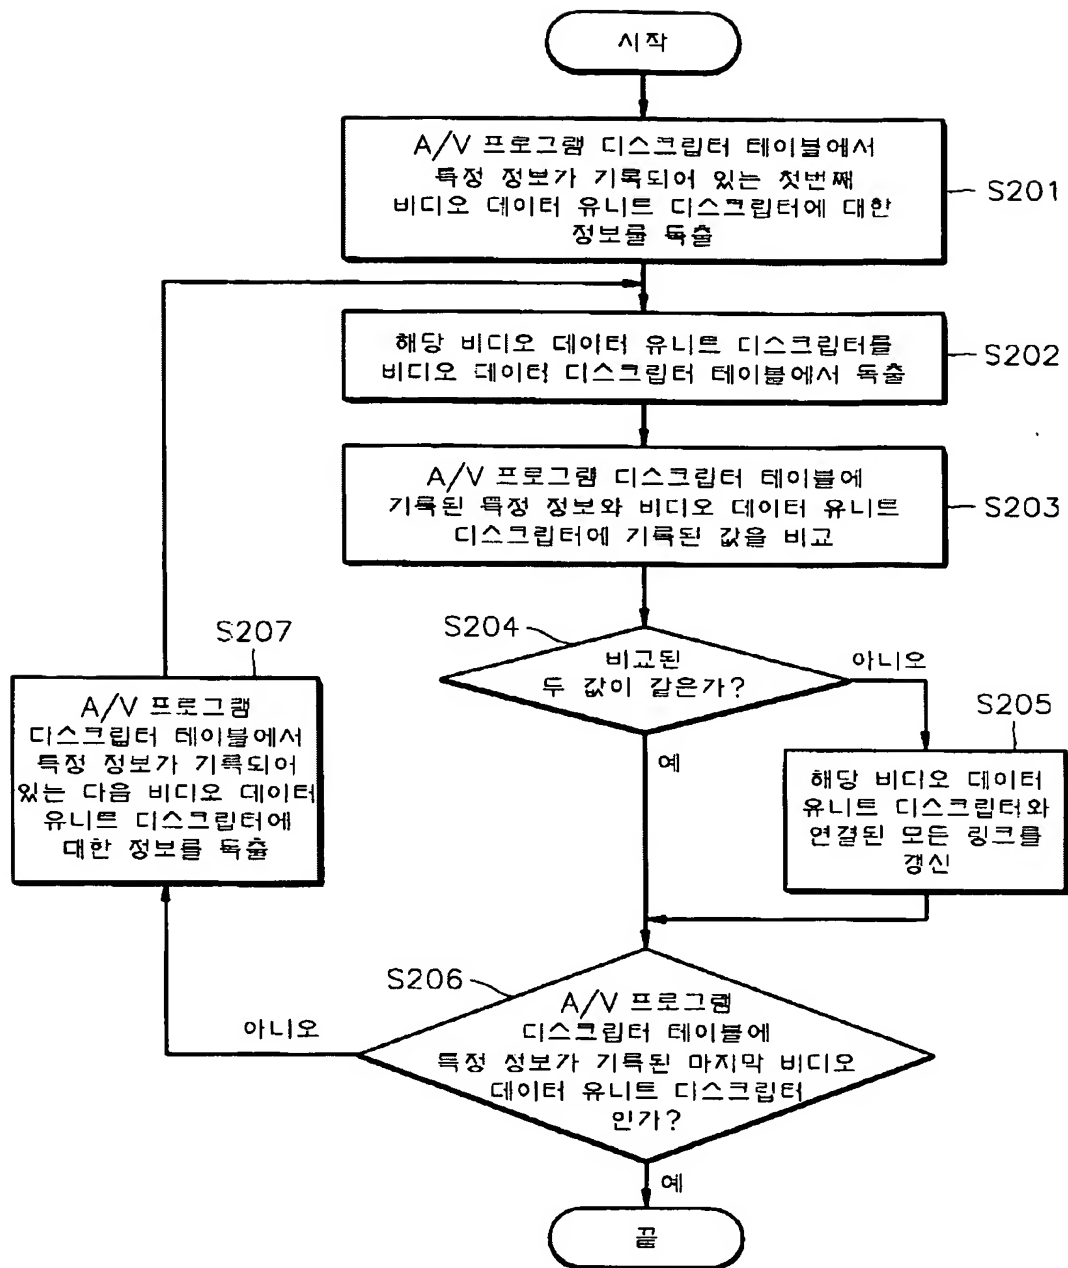 시작
A/V 프로그램 디스크립터 테이블에서
특정 정보가 기록되어 있는 첫번째
비디오 데이터 유니트 디스크립터에 대한
정보를 독출
S201
해당 비디오 데이터 유니트 디스크립터를
비디오 데이터 디스크립터 테이블에서 독출
S202
A/V 프로그램 디스크립터 테이블에
기록된 특정 정보와 비디오 데이터 유니트
디스크립터에 기록된 값을 비교
S203
S204
비교된
두 값이 같은가?
아니오
예
S205
해당 비디오 데이터
유니트 디스크립터와
연결된 모든 링크를
갱신
S207
A/V 프로그램
디스크립터 테이블에서
특정 정보가 기록되어
있는 다음 비디오 데이터
유니트 디스크립터에
대한 정보를 독출
S206
A/V 프로그램
디스크립터 테이블에
특정 정보가 기록된 마지막 비디오
데이터 유니트 디스크립터
인가?
아니오
예
끝